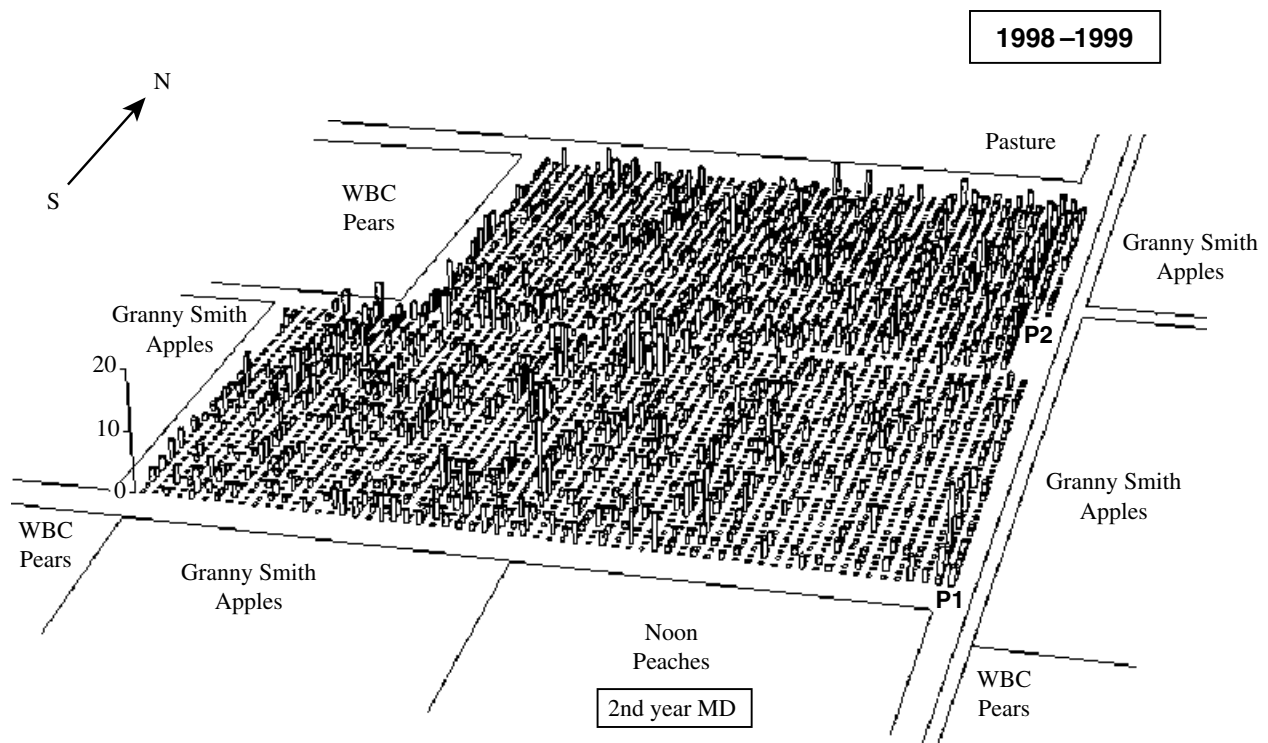 1998–1999
N
S
Pasture
WBC
Pears
Granny Smith
Apples
Granny Smith
Apples
P2
20
10
0
Granny Smith
Apples
WBC
Pears
Granny Smith
Apples
P1
Noon
Peaches
2nd year MD
WBC
Pears